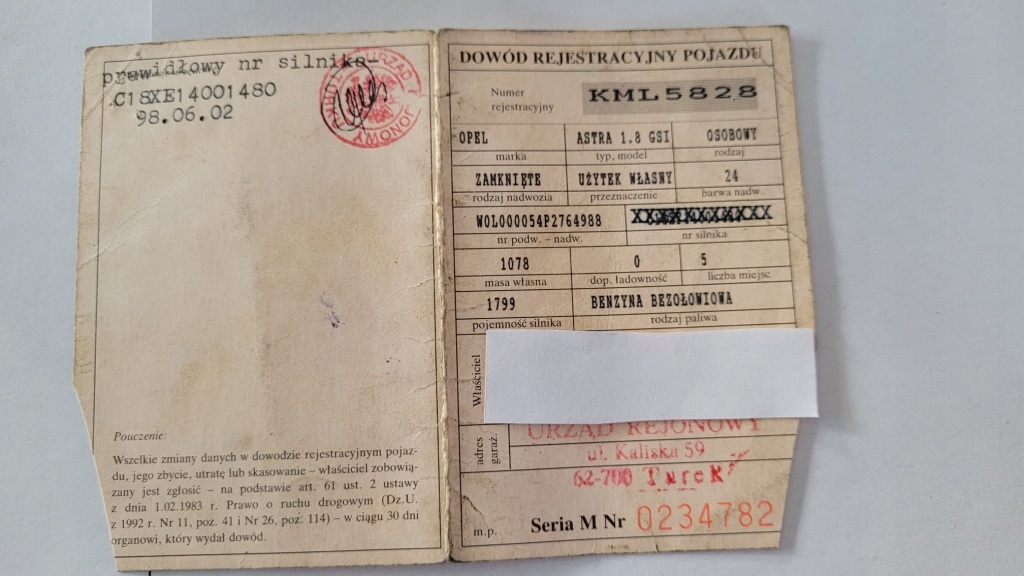 prawidłowy nr silnika-
C18XE14001480
98.06.02
Pouczenie:
Wszelkie zmiany danych w dowodzie rejestracyjnym pojaz-
du, jego zbycie, utratę lub skasowanie – właściciel zobowią-
zany jest zgłosić – na podstawie art. 61 ust. 2 ustawy
z dnia 1.02.1983 r. Prawo o ruchu drogowym (Dz.U.
z 1992 r. Nr 11, poz. 41 i Nr 26, poz. 114) – w ciągu 30 dni
organowi, który wydał dowód.
DOWÓD REJESTRACYJNY POJAZDU
Numer
rejestracyjny
KML5828
OPEL ASTRA 1.8 GSI OSOBOWY
marka typ, model rodzaj
ZAMKNIĘTE UŻYTEK WŁASNY 24
rodzaj nadwozia przeznaczenie barwa nadw.
WOL000054P2764988
nr podw. – nadw. nr silnika
1078 0 5
masa własna dop. ładowność liczba miejsc
1799 BENZYNA BEZOŁOWIOWA
pojemność silnika rodzaj paliwa
Właściciel
adres
garaż.
URZĄD REJONOWY
ul. Kaliska 59
62-700 Turek
m.p. Seria M Nr 0234782